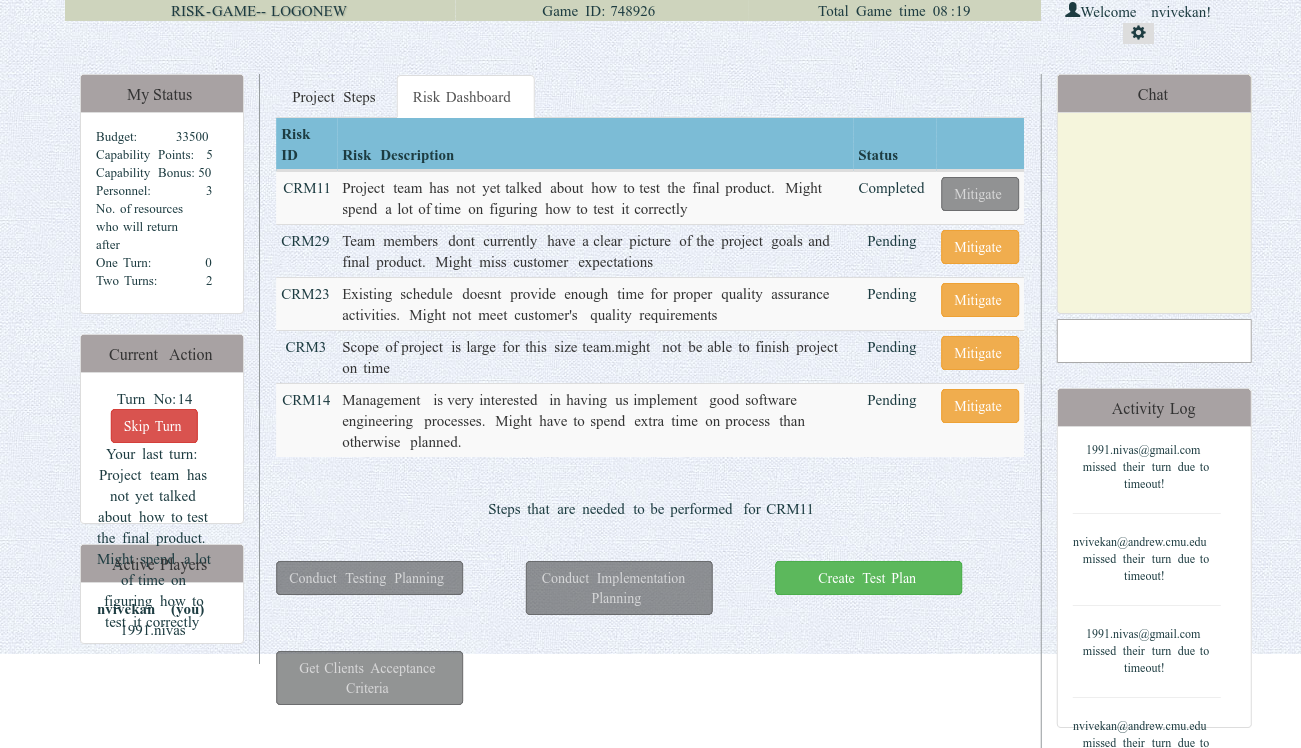 RISK-GAME-- LOGONEW
Game ID: 748926
Total Game time 08:19
Welcome nvivekan!
My Status
Budget: 33500
Capability Points: 5
Capability Bonus: 50
Personnel: 3
No. of resources
who will return
after
One Turn: 0
Two Turns: 2
Current Action
Turn No:14
Skip Turn
Your last turn:
Project team has
not yet talked
about how to test
the final product.
Might spend a lot
of time on
figuring how to
test it correctly
Active Players
nvivekan (you)
1991.nivas
Project Steps
Risk Dashboard
Risk
ID
Risk Description
Status
CRM11
Project team has not yet talked about how to test the final product. Might
spend a lot of time on figuring how to test it correctly
Completed
Mitigate
CRM29
Team members dont currently have a clear picture of the project goals and
final product. Might miss customer expectations
Pending
Mitigate
CRM23
Existing schedule doesnt provide enough time for proper quality assurance
activities. Might not meet customer's quality requirements
Pending
Mitigate
CRM3
Scope of project is large for this size team.might not be able to finish project
on time
Pending
Mitigate
CRM14
Management is very interested in having us implement good software
engineering processes. Might have to spend extra time on process than
otherwise planned.
Pending
Mitigate
Steps that are needed to be performed for CRM11
Conduct Testing Planning
Conduct Implementation
Planning
Create Test Plan
Get Clients Acceptance
Criteria
Chat
Activity Log
1991.nivas@gmail.com
missed their turn due to
timeout!
nvivekan@andrew.cmu.edu
missed their turn due to
timeout!
1991.nivas@gmail.com
missed their turn due to
timeout!
nvivekan@andrew.cmu.edu
missed their turn due to